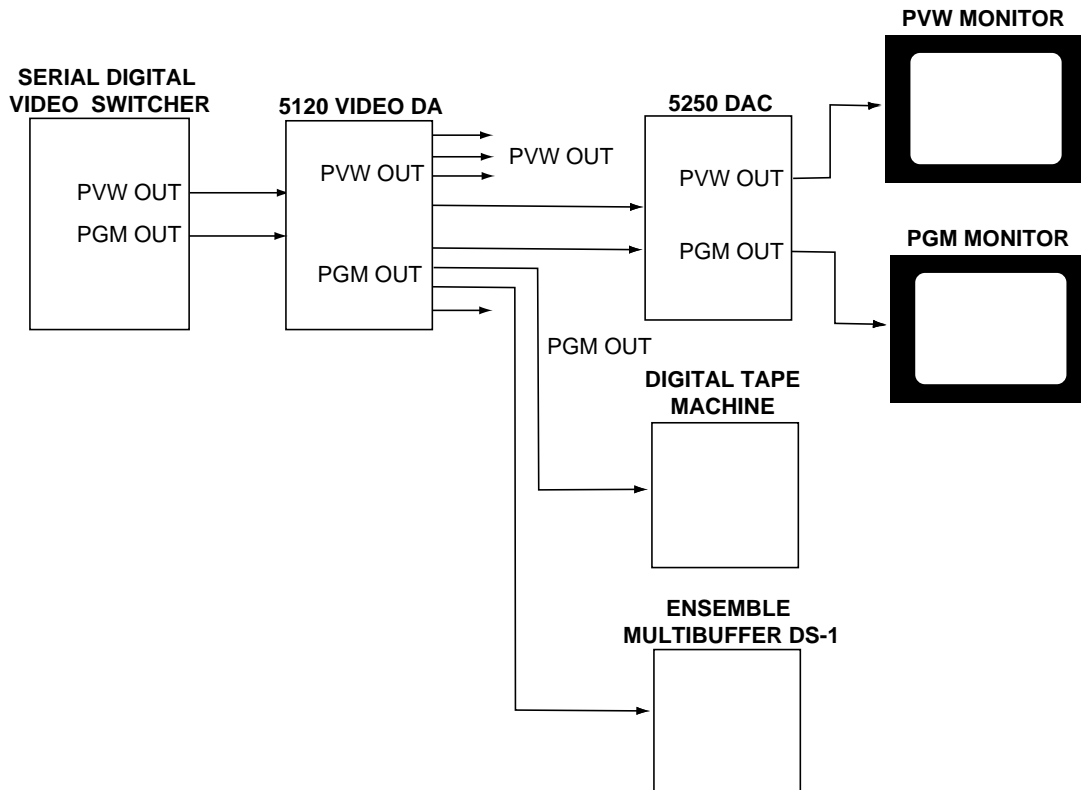 PVW MONITOR
SERIAL DIGITAL
VIDEO SWITCHER
5120 VIDEO DA
5250 DAC
PVW OUT
PVW OUT
PVW OUT
PVW OUT
PGM OUT
PGM OUT
PGM OUT
PGM MONITOR
PGM OUT
DIGITAL TAPE
MACHINE
ENSEMBLE
MULTIBUFFER DS-1